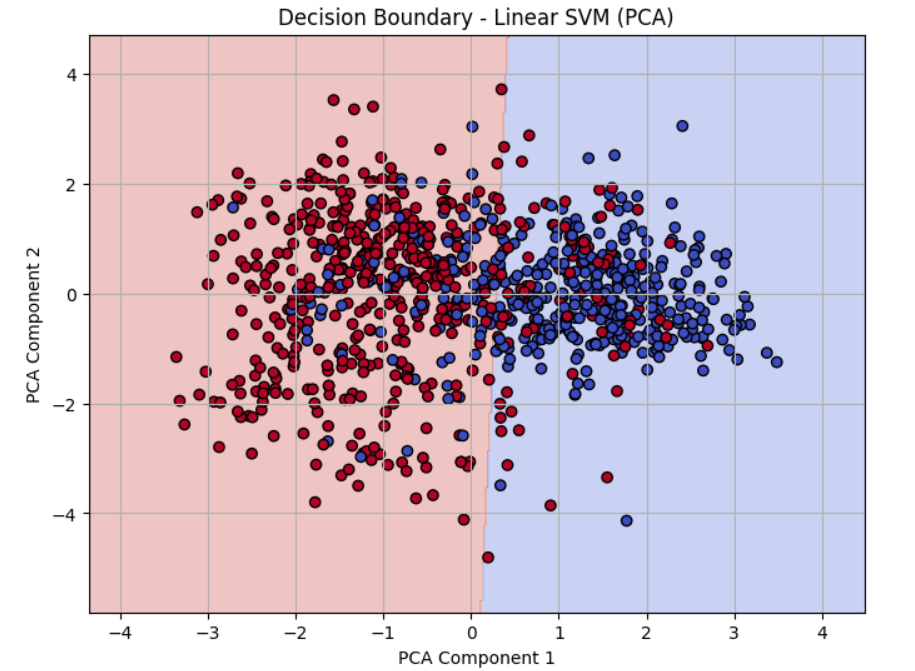 Decision Boundary - Linear SVM (PCA)
4
2
0
−2
−4
PCA Component 2
−4 −3 −2 −1 0 1 2 3 4
PCA Component 1